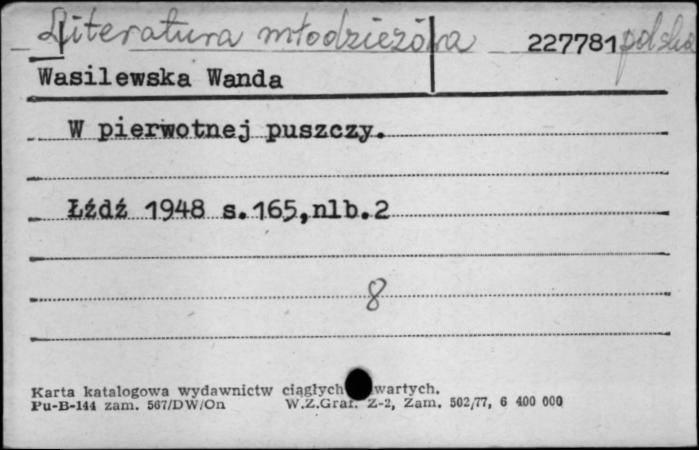 Literatura młodzieżowa 227781 polska
Wasilewska Wanda
W pierwotnej puszczy.
Łźdź 1948 s.165,nlb.2
8
Karta katalogowa wydawnictw ciągłych wartych.
Pu-B-144 zam. 567/DW/On W.Z.Graf. Z-2, Zam. 502/77, 6 400 000